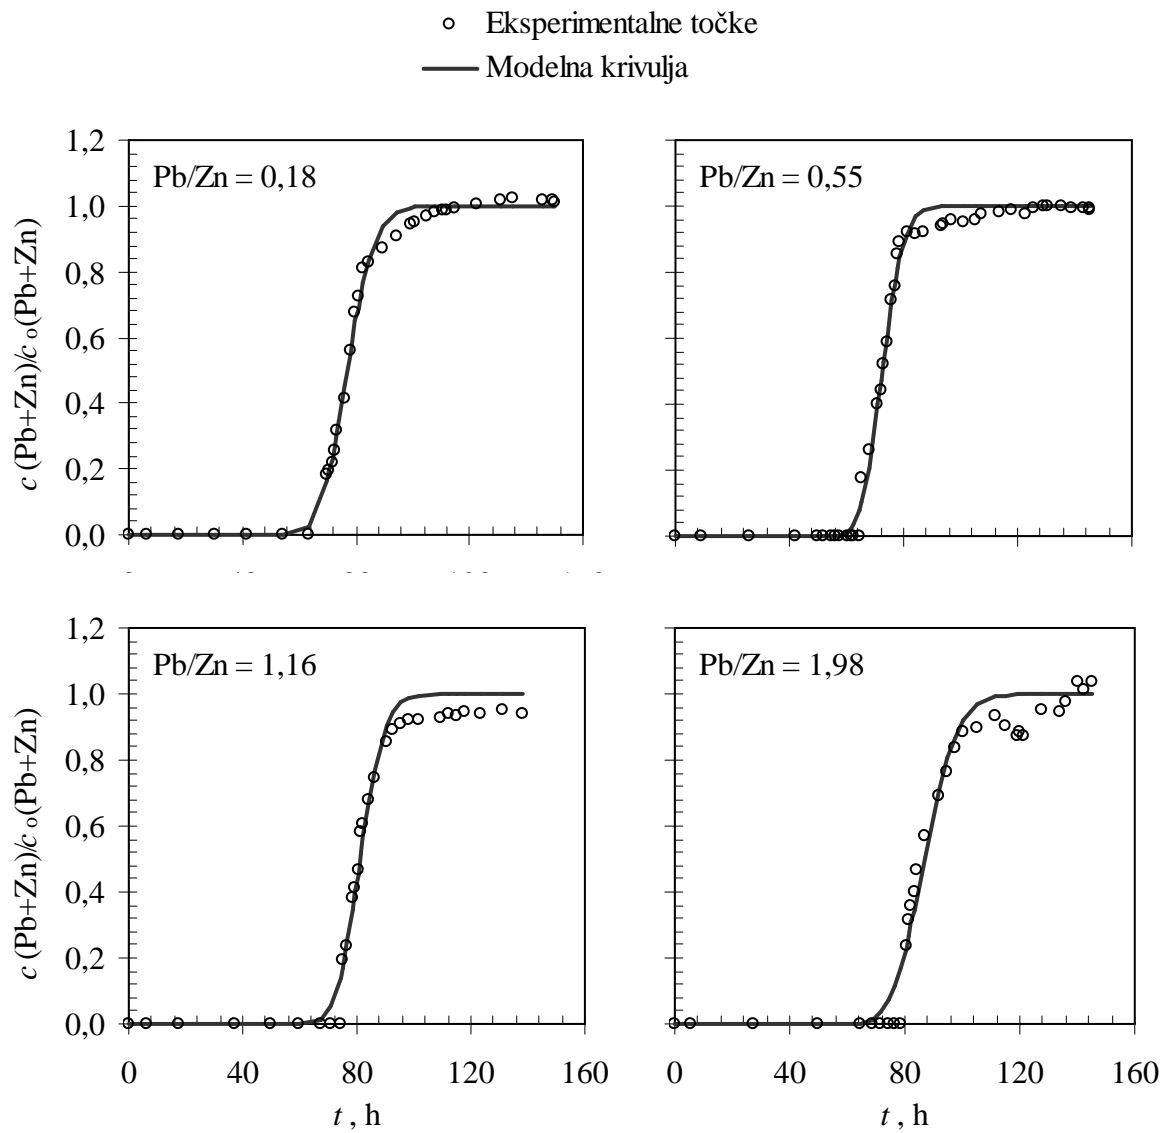 Eksperimentalne točke
Modelna krivulja
1,2
1,0
0,8
0,6
0,4
0,2
0,0
c (Pb+Zn)/c o(Pb+Zn)
Pb/Zn = 0,18
Pb/Zn = 0,55
1,2
1,0
0,8
0,6
0,4
0,2
0,0
c (Pb+Zn)/c o(Pb+Zn)
Pb/Zn = 1,16
0 40 80 120 160
t , h
Pb/Zn = 1,98
0 40 80 120 160
t , h